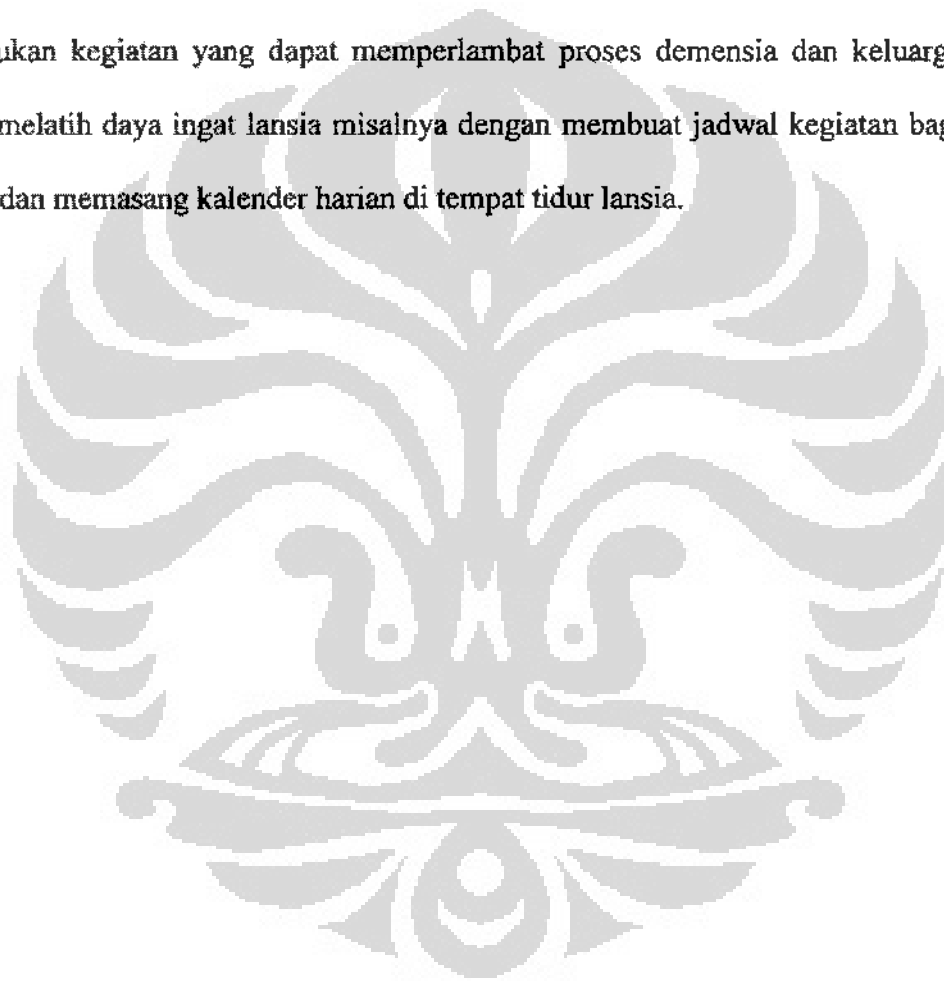 ukan kegiatan yang dapat memperlambat proses demensia dan keluarg
melatih daya ingat lansia misalnya dengan membuat jadwal kegiatan bag
dan memasang kalender harian di tempat tidur lansia.